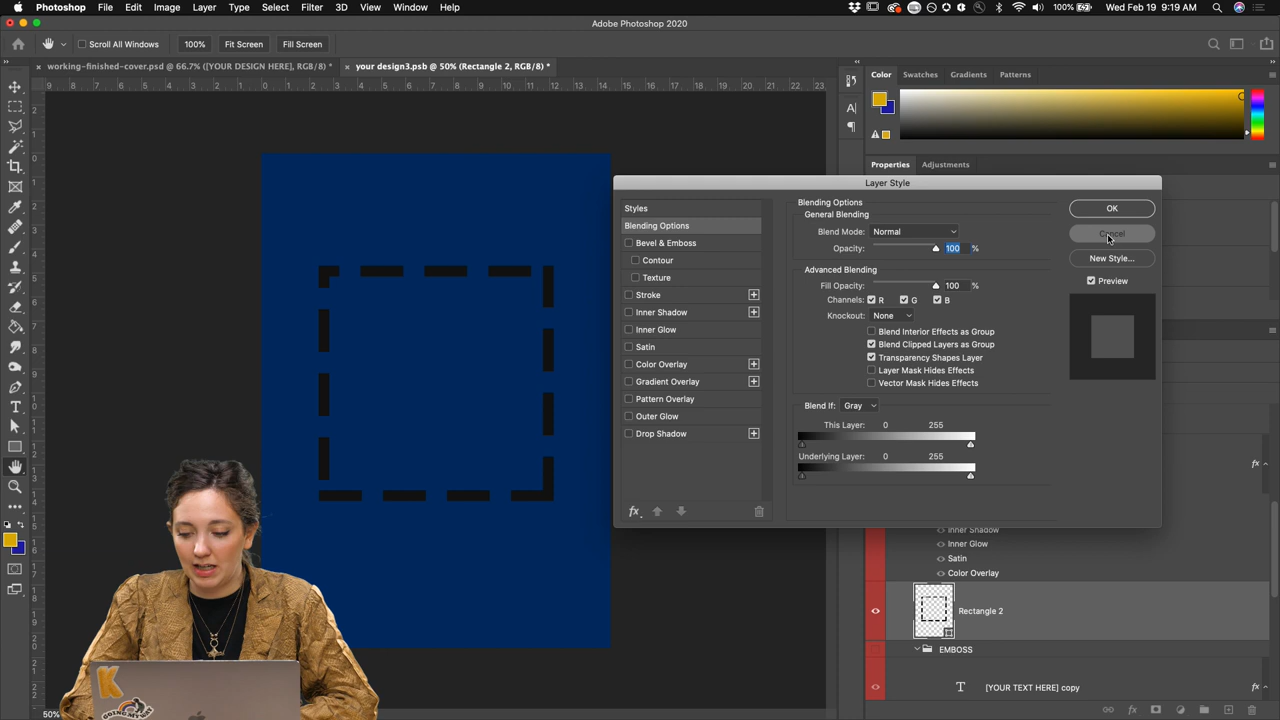 Photoshop File Edit Image Layer Type Select Filter 3D View Window Help 100% Wed Feb 19 9:19 AM
Adobe Photoshop 2020
Scroll All Windows 100% Fit Screen Fill Screen
× working-finished-cover.psd @ 66.7% ([YOUR DESIGN HERE], RGB/8) * × your design3.psb @ 50% (Rectangle 2, RGB/8) *
Color Swatches Gradients Patterns
Properties Adjustments
Layer Style
Styles
Blending Options
Bevel & Emboss
Contour
Texture
Stroke
Inner Shadow
Inner Glow
Satin
Color Overlay
Gradient Overlay
Pattern Overlay
Outer Glow
Drop Shadow
fx
Blending Options
General Blending
Blend Mode: Normal
Opacity: 100 %
Advanced Blending
Fill Opacity: 100 %
Channels: R G B
Knockout: None
Blend Interior Effects as Group
Blend Clipped Layers as Group
Transparency Shapes Layer
Layer Mask Hides Effects
Vector Mask Hides Effects
Blend If: Gray
This Layer: 0 255
Underlying Layer: 0 255
OK
Cancel
New Style...
Preview
Inner Shadow
Inner Glow
Satin
Color Overlay
Rectangle 2
EMBOSS
T [YOUR TEXT HERE] copy fx
50%